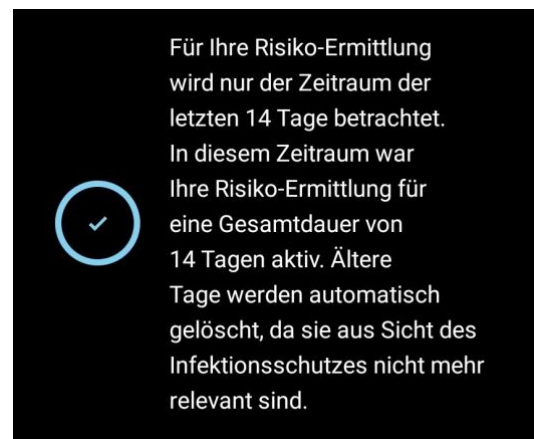 Für Ihre Risiko-Ermittlung
wird nur der Zeitraum der
letzten 14 Tage betrachtet.
In diesem Zeitraum war
Ihre Risiko-Ermittlung für
eine Gesamtdauer von
14 Tagen aktiv. Ältere
Tage werden automatisch
gelöscht, da sie aus Sicht des
Infektionsschutzes nicht mehr
relevant sind.